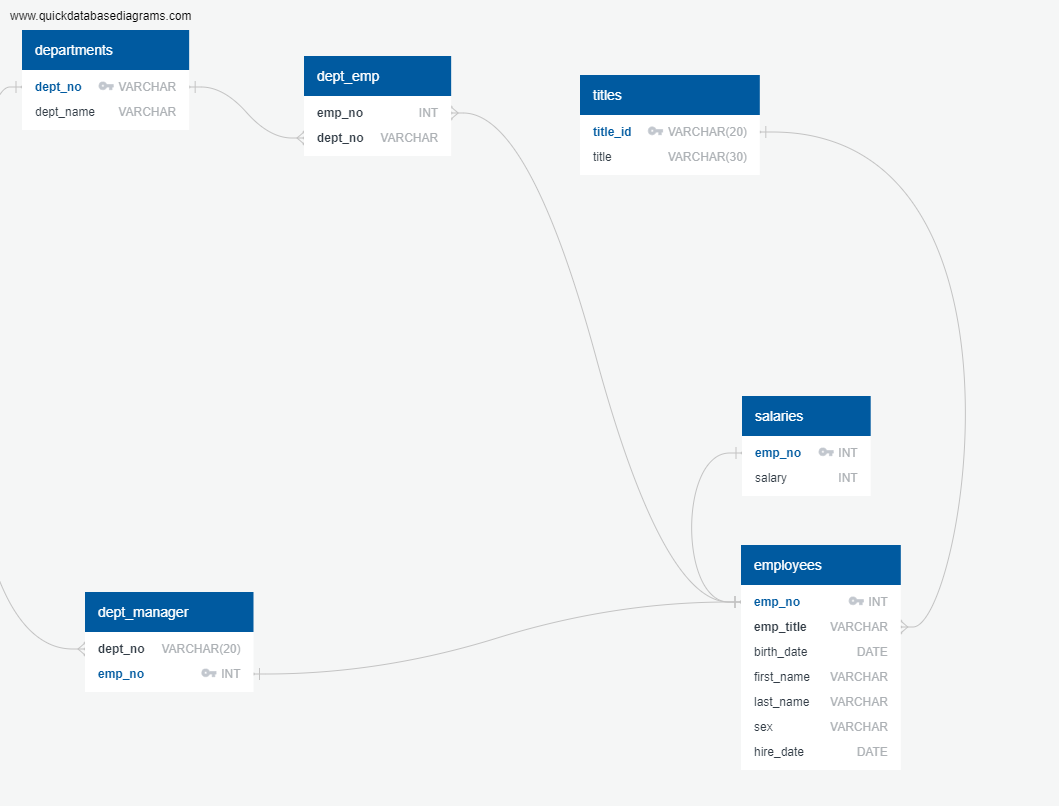 www.quickdatabasediagrams.com
departments
dept_no VARCHAR
dept_name VARCHAR
dept_emp
emp_no INT
dept_no VARCHAR
titles
title_id VARCHAR(20)
title VARCHAR(30)
salaries
emp_no INT
salary INT
employees
emp_no INT
emp_title VARCHAR
birth_date DATE
first_name VARCHAR
last_name VARCHAR
sex VARCHAR
hire_date DATE
dept_manager
dept_no VARCHAR(20)
emp_no INT